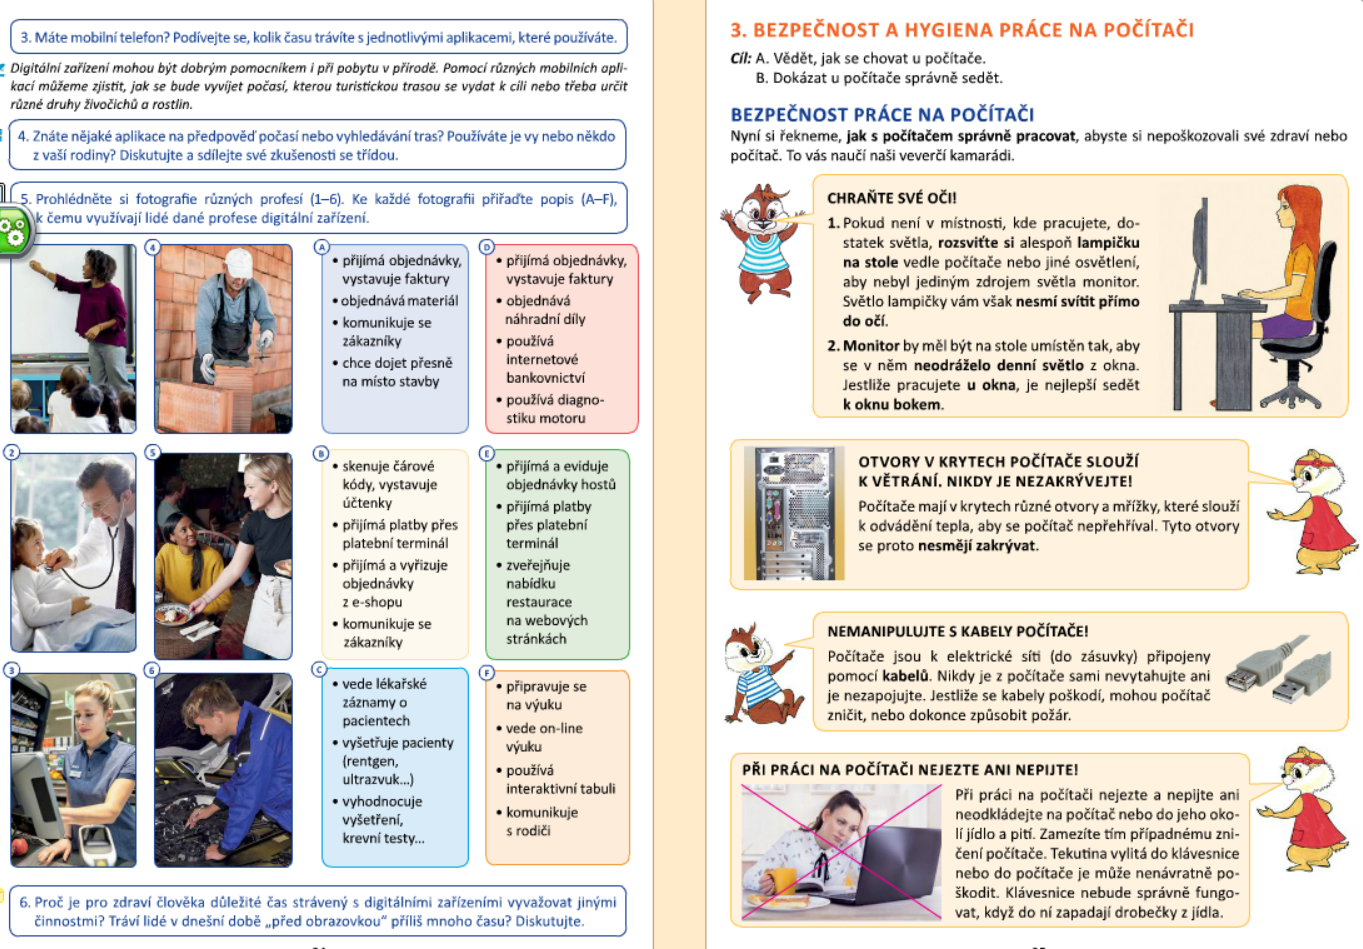 3. Máte mobilní telefon? Podívejte se, kolik času trávíte s jednotlivými aplikacemi, které používáte.
Digitální zařízení mohou být dobrým pomocníkem i při pobytu v přírodě. Pomocí různých mobilních apli-
kací můžeme zjistit, jak se bude vyvíjet počasí, kterou turistickou trasou se vydat k cíli nebo třeba určit
různé druhy živočichů a rostlin.
4. Znáte nějaké aplikace na předpověď počasí nebo vyhledávání tras? Používáte je vy nebo někdo
z vaší rodiny? Diskutujte a sdílejte své zkušenosti se třídou.
5. Prohlédněte si fotografie různých profesí (1–6). Ke každé fotografii přiřaďte popis (A–F),
k čemu využívají lidé dané profese digitální zařízení.
4
A
• přijímá objednávky,
vystavuje faktury
• objednává materiál
• komunikuje se
zákazníky
• chce dojet přesně
na místo stavby
D
• přijímá objednávky,
vystavuje faktury
• objednává
náhradní díly
• používá
internetové
bankovnictví
• používá diagno-
stiku motoru
2
5
B
• skenuje čárové
kódy, vystavuje
účtenky
• přijímá platby přes
platební terminál
• přijímá a vyřizuje
objednávky
z e-shopu
• komunikuje se
zákazníky
E
• přijímá a eviduje
objednávky hostů
• přijímá platby
přes platební
terminál
• zveřejňuje
nabídku
restaurace
na webových
stránkách
3
6
C
• vede lékařské
záznamy o
pacientech
• vyšetřuje pacienty
(rentgen,
ultrazvuk...)
• vyhodnocuje
vyšetření,
krevní testy...
F
• připravuje se
na výuku
• vede on-line
výuku
• používá
interaktivní tabuli
• komunikuje
s rodiči
6. Proč je pro zdraví člověka důležité čas strávený s digitálními zařízeními vyvažovat jinými
činnostmi? Tráví lidé v dnešní době „před obrazovkou“ příliš mnoho času? Diskutujte.
3. BEZPEČNOST A HYGIENA PRÁCE NA POČÍTAČI
Cíl: A. Vědět, jak se chovat u počítače.
B. Dokázat u počítače správně sedět.
BEZPEČNOST PRÁCE NA POČÍTAČI
Nyní si řekneme, jak s počítačem správně pracovat, abyste si nepoškozovali své zdraví nebo
počítač. To vás naučí naši veverčí kamarádi.
CHRAŇTE SVÉ OČI!
1. Pokud není v místnosti, kde pracujete, do-
statek světla, rozsviťte si alespoň lampičku
na stole vedle počítače nebo jiné osvětlení,
aby nebyl jediným zdrojem světla monitor.
Světlo lampičky vám však nesmí svítit přímo
do očí.
2. Monitor by měl být na stole umístěn tak, aby
se v něm neodráželo denní světlo z okna.
Jestliže pracujete u okna, je nejlepší sedět
k oknu bokem.
OTVORY V KRYTECH POČÍTAČE SLOUŽÍ
K VĚTRÁNÍ. NIKDY JE NEZAKRÝVEJTE!
Počítače mají v krytech různé otvory a mřížky, které slouží
k odvádění tepla, aby se počítač nepřehříval. Tyto otvory
se proto nesmějí zakrývat.
NEMANIPULUJTE S KABELY POČÍTAČE!
Počítače jsou k elektrické síti (do zásuvky) připojeny
pomocí kabelů. Nikdy je z počítače sami nevytahujte ani
je nezapojujte. Jestliže se kabely poškodí, mohou počítač
zničit, nebo dokonce způsobit požár.
PŘI PRÁCI NA POČÍTAČI NEJEZTE ANI NEPIJTE!
Při práci na počítači nejezte a nepijte ani
neodkládejte na počítač nebo do jeho oko-
lí jídlo a pití. Zamezíte tím případnému zni-
čení počítače. Tekutina vylitá do klávesnice
nebo do počítače je může nenávratně po-
škodit. Klávesnice nebude správně fungo-
vat, když do ní zapadají drobečky z jídla.